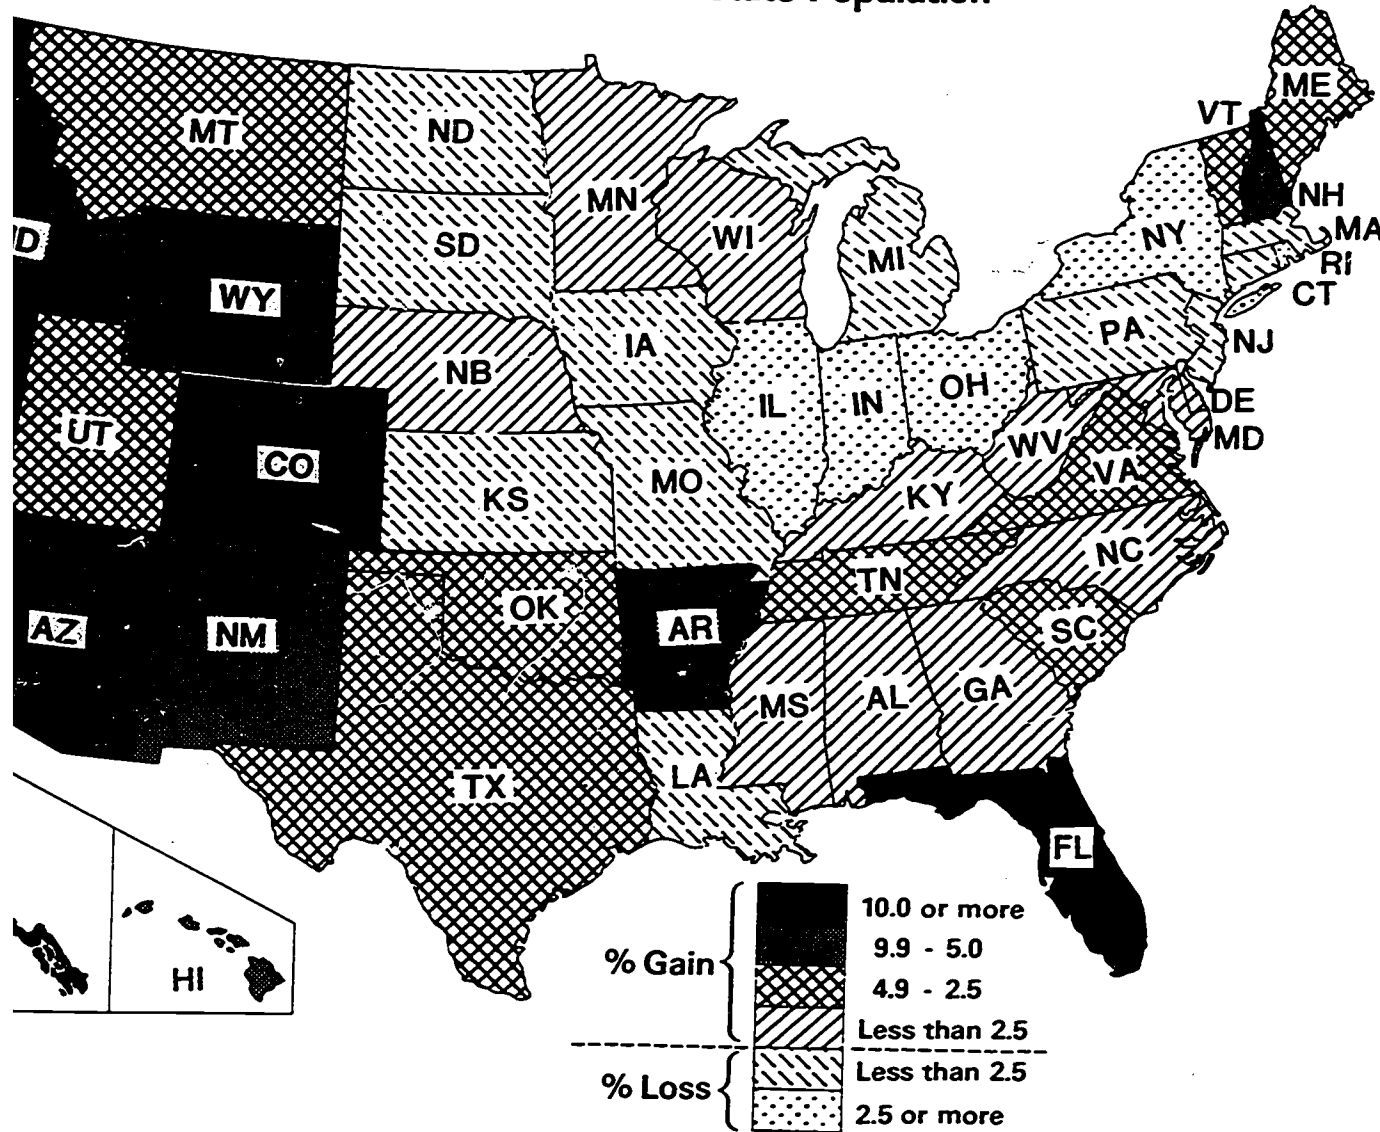 Population
MT
ND
MN
SD
WI
MI
WY
NB
IA
UT
CO
KS
MO
IL
IN
OH
PA
NY
VT
ME
NH
MA
RI
CT
NJ
DE
MD
WV
VA
KY
NC
TN
SC
AZ
NM
OK
AR
MS
AL
GA
TX
LA
FL
HI
% Gain
10.0 or more
9.9 - 5.0
4.9 - 2.5
Less than 2.5
% Loss
Less than 2.5
2.5 or more